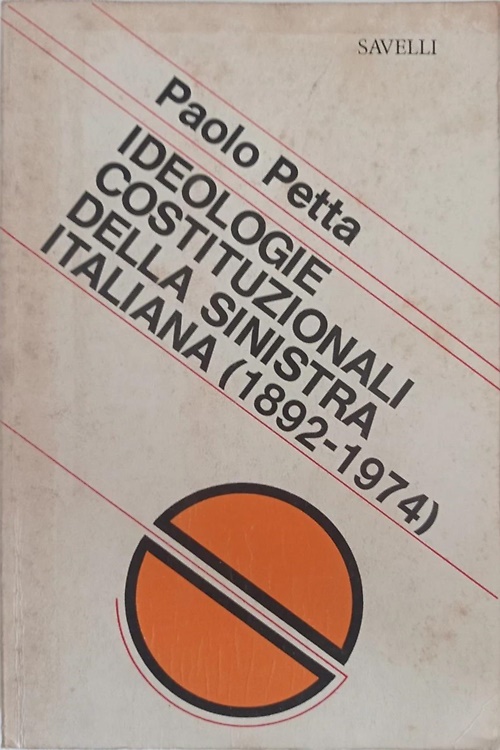 SAVELLI
Paolo Petta
IDEOLOGIE
COSTITUZIONALI
DELLA SINISTRA
ITALIANA (1892-1974)